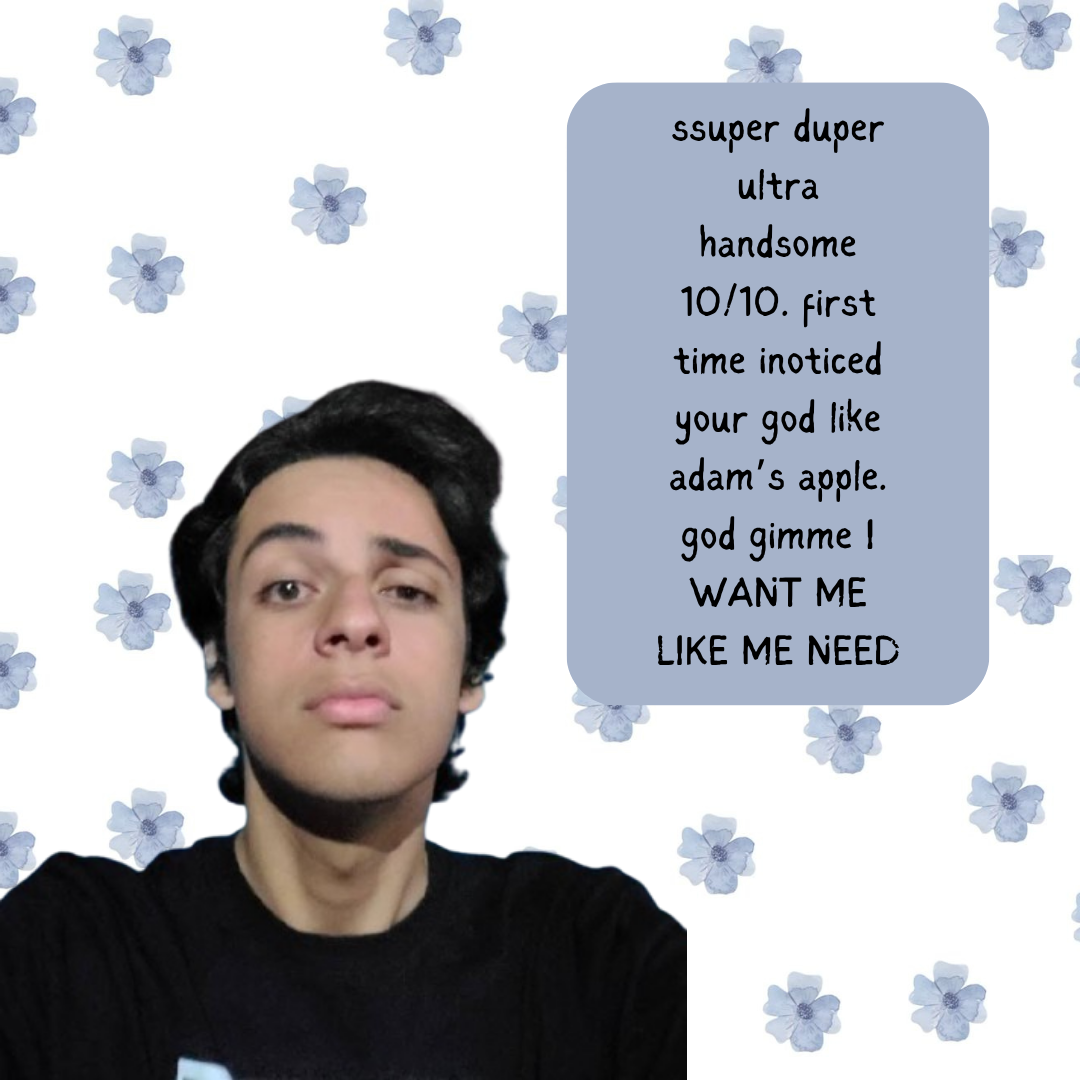 ssuper duper
ultra
handsome
10/10. first
time inoticed
your god like
adam's apple.
god gimme I
WANT ME
LIKE ME NEED